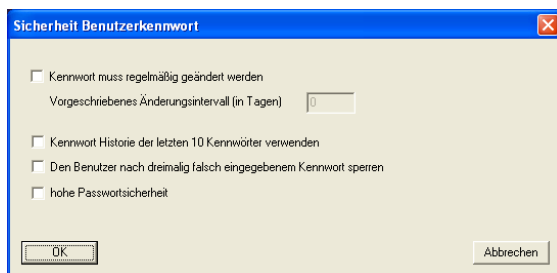 Sicherheit Benutzerkennwort
Kennwort muss regelmäßig geändert werden
Vorgeschriebenes Änderungsintervall (in Tagen) 0
Kennwort Historie der letzten 10 Kennwörter verwenden
Den Benutzer nach dreimalig falsch eingegebenem Kennwort sperren
hohe Passwortsicherheit
OK Abbrechen